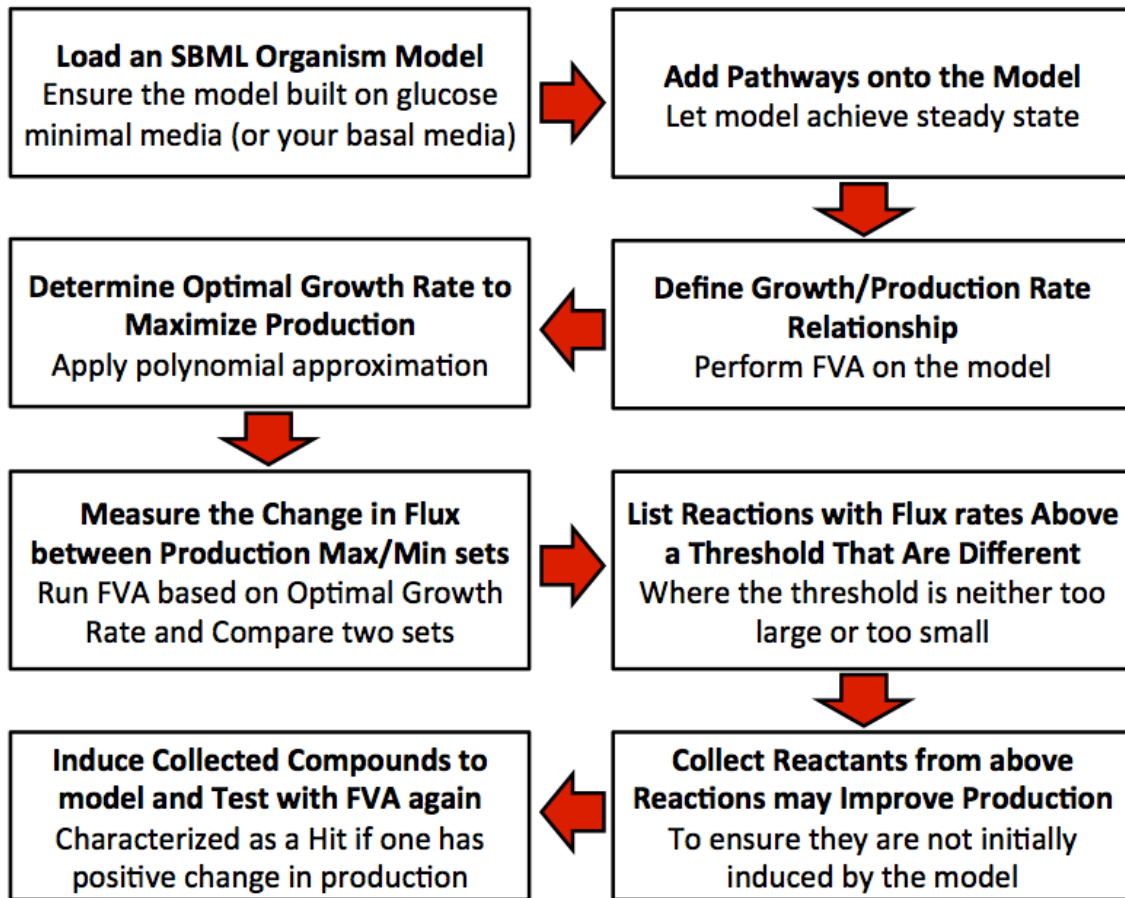 Load an SBML Organism Model
Ensure the model built on glucose
minimal media (or your basal media)
Add Pathways onto the Model
Let model achieve steady state
Define Growth/Production Rate
Relationship
Perform FVA on the model
Determine Optimal Growth Rate to
Maximize Production
Apply polynomial approximation
Measure the Change in Flux
between Production Max/Min sets
Run FVA based on Optimal Growth
Rate and Compare two sets
List Reactions with Flux rates Above
a Threshold That Are Different
Where the threshold is neither too
large or too small
Collect Reactants from above
Reactions may Improve Production
To ensure they are not initially
induced by the model
Induce Collected Compounds to
model and Test with FVA again
Characterized as a Hit if one has
positive change in production